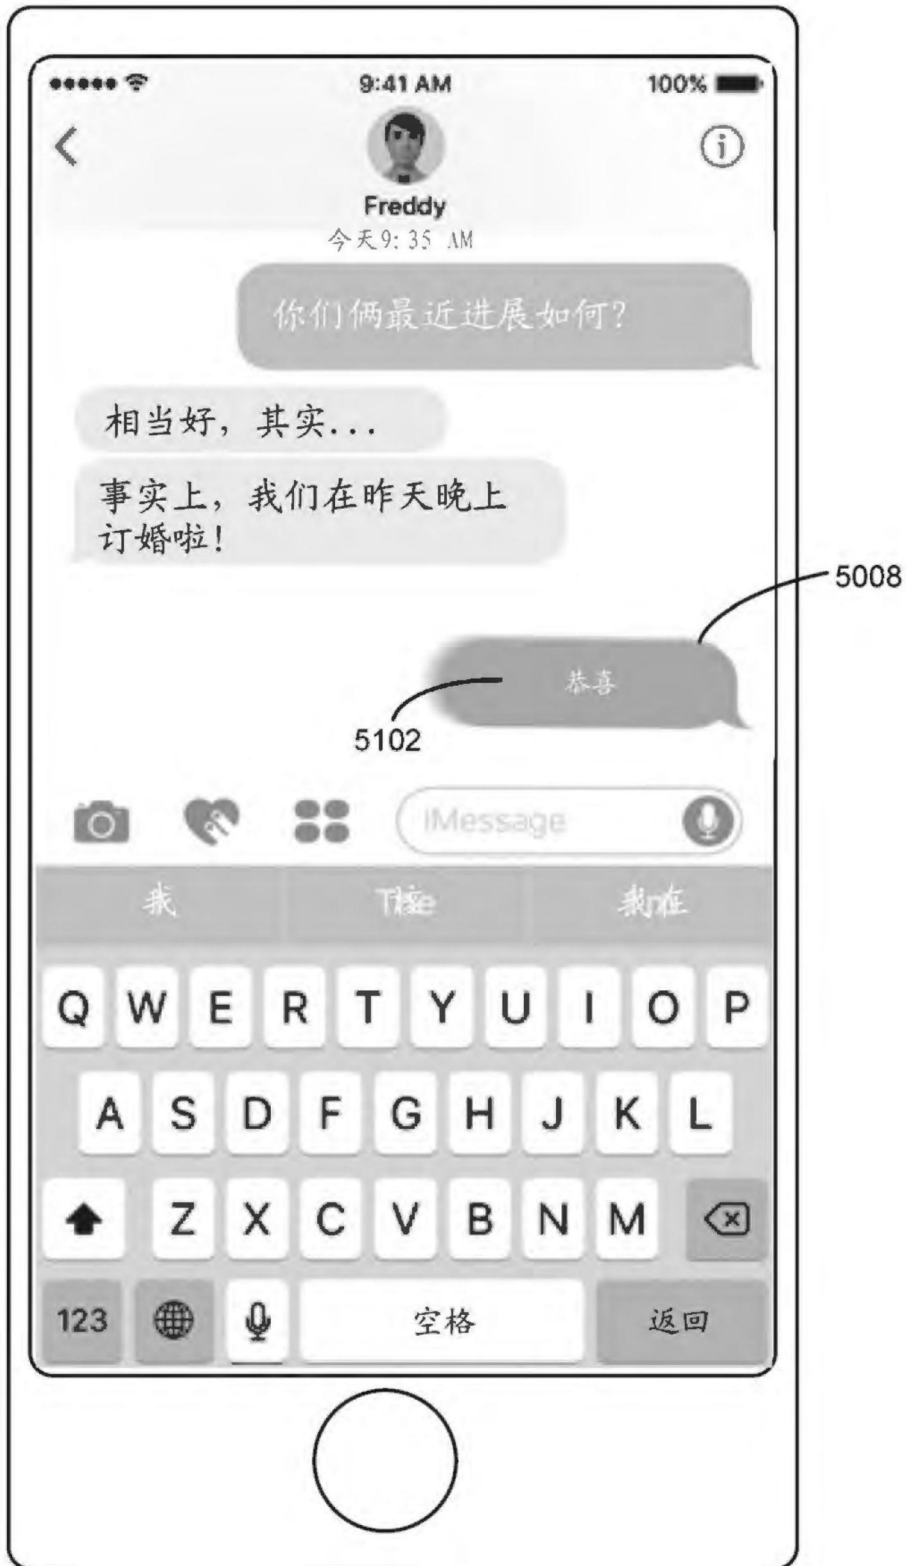 9:41 AM 100%
Freddy
今天9:35 AM
你们俩最近进展如何?
相当好, 其实...
事实上, 我们在昨天晚上
订婚啦!
5008
恭喜
5102
iMessage
我
Q W E R T Y U I O P
A S D F G H J K L
Z X C V B N M
123 空格 返回